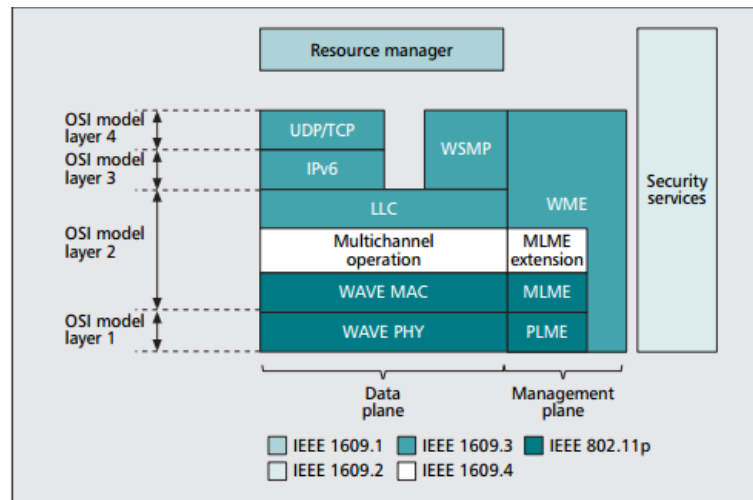 Resource manager
OSI model
layer 4
UDP/TCP
WSMP
OSI model
layer 3
IPv6
Security
services
LLC
WME
OSI model
layer 2
Multichannel
operation
MLME
extension
WAVE MAC
MLME
OSI model
layer 1
WAVE PHY
PLME
Data
plane
Management
plane
IEEE 1609.1
IEEE 1609.3
IEEE 802.11p
IEEE 1609.2
IEEE 1609.4